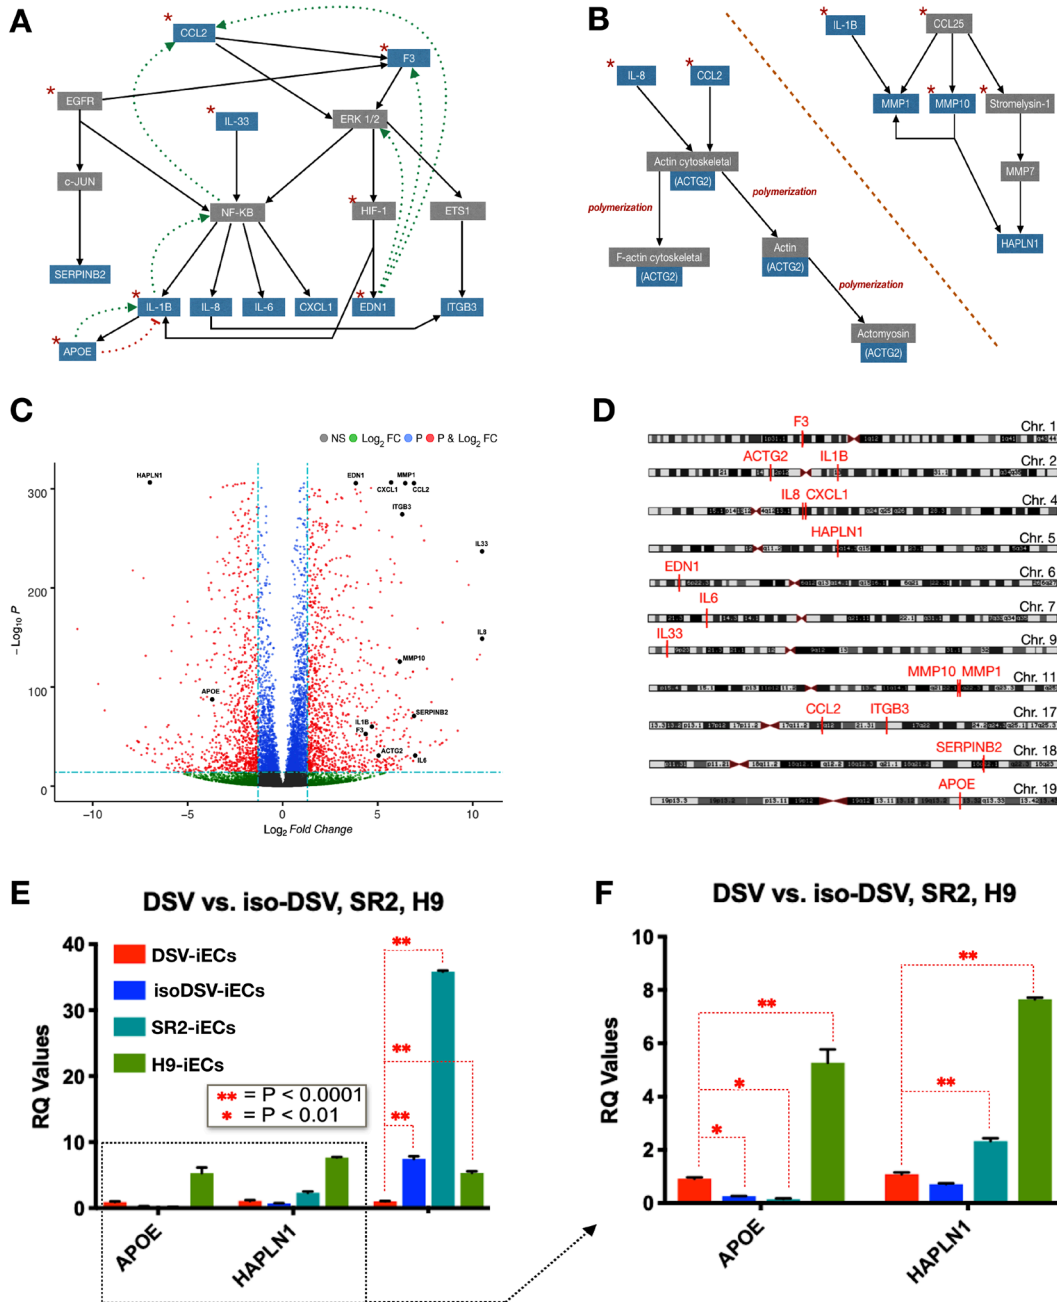 A
CCL2
F3
EGFR
IL-33
ERK 1/2
c-JUN
NF-KB
HIF-1
ETS1
SERPINB2
IL-1B
IL-8
IL-6
CXCL1
EDN1
ITGB3
APOE
B
IL-1B
CCL25
IL-8
CCL2
MMP1
MMP10
Stromelysin-1
Actin cytoskeletal
(ACTG2)
MMP7
polymerization
polymerization
F-actin cytoskeletal
(ACTG2)
Actin
(ACTG2)
HAPLN1
polymerization
Actomyosin
(ACTG2)
C
NS Log2 FC P P & Log2 FC
HAPLN1
EDN1
MMP1
CXCL1
CCL2
ITGB3
IL33
IL8
MMP10
APOE
SERPINB2
IL1B
F3
ACTG2
IL6
300
200
100
0
− Log10 P
−10
−5
0
5
10
Log2 Fold Change
D
F3
Chr. 1
ACTG2 IL1B
Chr. 2
IL8 CXCL1
Chr. 4
HAPLN1
Chr. 5
EDN1
Chr. 6
IL6
Chr. 7
IL33
Chr. 9
MMP10 MMP1
Chr. 11
CCL2 ITGB3
Chr. 17
SERPINB2
Chr. 18
APOE
Chr. 19
E
DSV vs. iso-DSV, SR2, H9
RQ Values
40
30
20
10
0
DSV-iECs
isoDSV-iECs
SR2-iECs
H9-iECs
** = P < 0.0001
* = P < 0.01
**
**
**
APOE
HAPLN1
F
DSV vs. iso-DSV, SR2, H9
RQ Values
10
8
6
4
2
0
**
*
*
**
**
APOE
HAPLN1